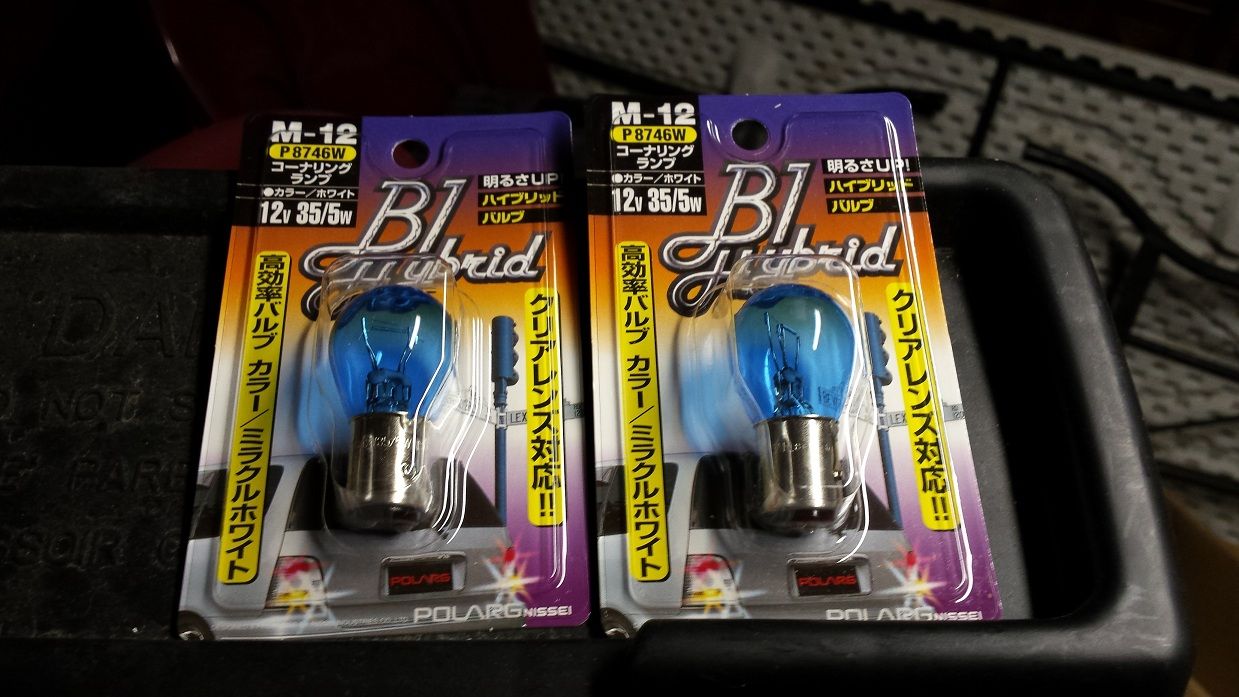 M-12
P8746W
コーナリング
ランプ
●カラー/ホワイト
12V 35/5W
B1
Hybrid
明るさUP!
ハイブリッド
バルブ
高効率バルブ カラー/ミラクルホワイト
クリアレンズ対応!!
LEX
POLARG
POLARG NISSEI
M-12
P8746W
コーナリング
ランプ
●カラー/ホワイト
12V 35/5W
B1
Hybrid
明るさUP!
ハイブリッド
バルブ
高効率バルブ カラー/ミラクルホワイト
クリアレンズ対応!!
LEX
POLARG
POLARG NISSEI
DO NOT